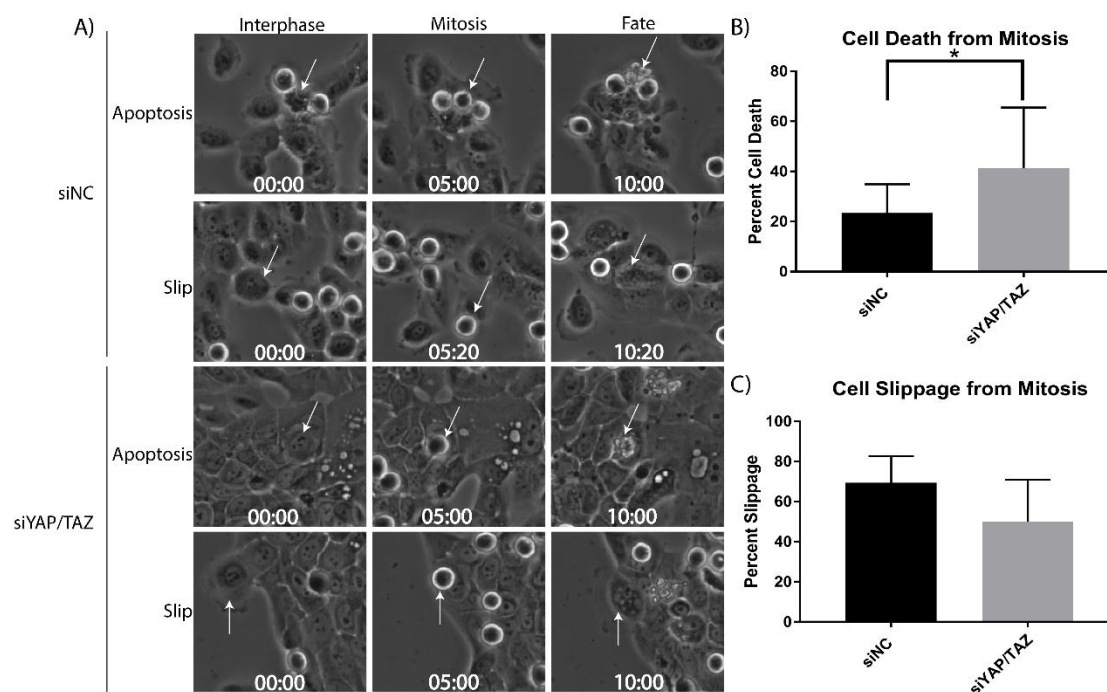 A)
Interphase
Mitosis
Fate
siNC
Apoptosis
00:00
05:00
10:00
Slip
00:00
05:20
10:20
siYAP/TAZ
Apoptosis
00:00
05:00
10:00
Slip
00:00
05:00
10:00
B)
Cell Death from Mitosis
*
Percent Cell Death
80
60
40
20
0
siNC
siYAP/TAZ
C)
Cell Slippage from Mitosis
Percent Slippage
100
80
60
40
20
0
siNC
siYAP/TAZ